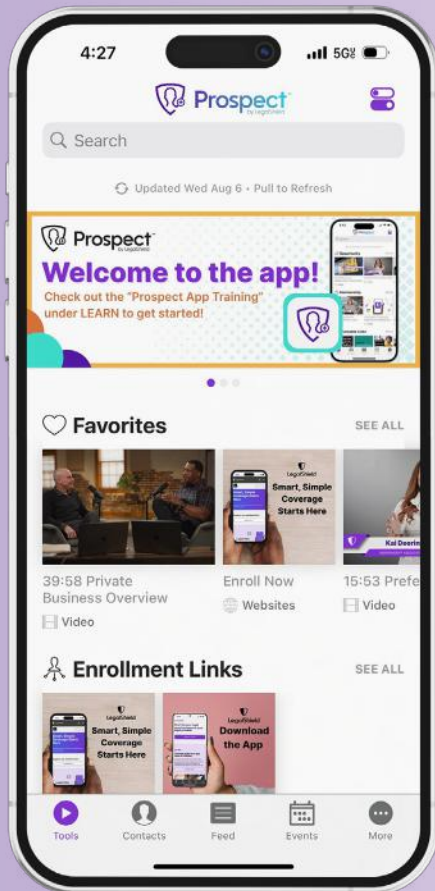 4:27
5G
Prospect
by LegalShield
Search
Updated Wed Aug 6 • Pull to Refresh
Prospect
by LegalShield
Welcome to the app!
Check out the "Prospect App Training"
under LEARN to get started!
Favorites
SEE ALL
LegalShield
Smart, Simple
Coverage
Starts Here
Kai Deerin
39:58 Private
Business Overview
Video
Enroll Now
Websites
15:53 Prefe
Video
Enrollment Links
SEE ALL
LegalShield
Smart, Simple
Coverage
Starts Here
LegalShield
Download
the App
Tools
Contacts
Feed
Events
More